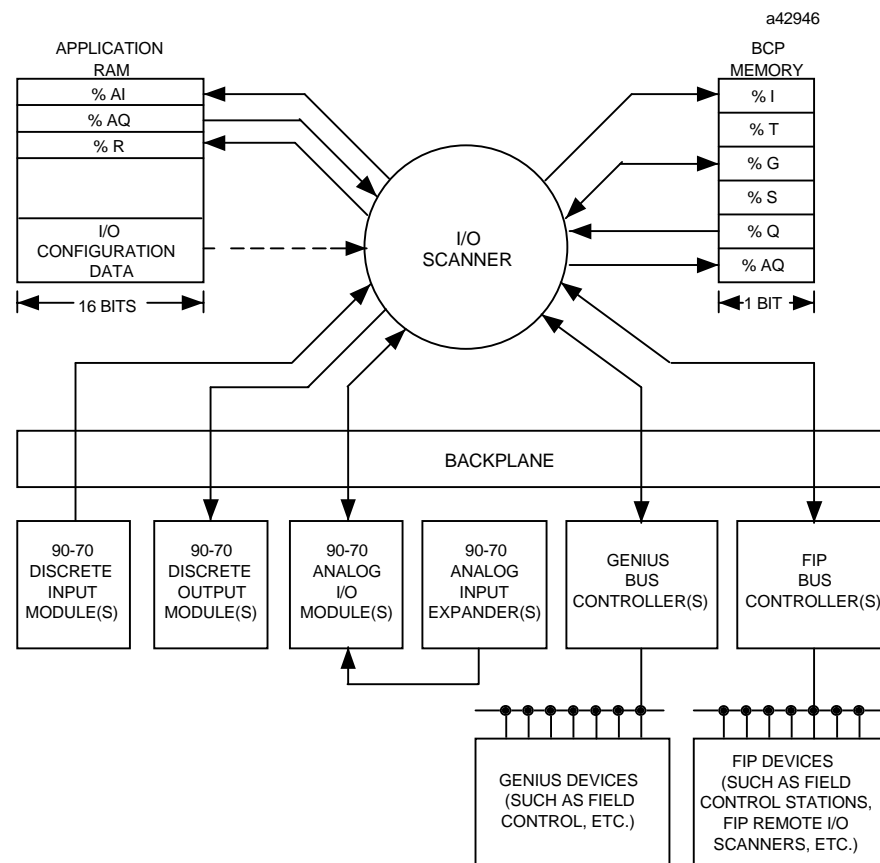 a42946
APPLICATION
RAM
% AI
% AQ
% R
I/O
CONFIGURATION
DATA
16 BITS
I/O
SCANNER
BCP
MEMORY
% I
% T
% G
% S
% Q
% AQ
1 BIT
BACKPLANE
90-70
DISCRETE
INPUT
MODULE(S)
90-70
DISCRETE
OUTPUT
MODULE(S)
90-70
ANALOG
I/O
MODULE(S)
90-70
ANALOG
INPUT
EXPANDER(S)
GENIUS
BUS
CONTROLLER(S)
FIP
BUS
CONTROLLER(S)
GENIUS DEVICES
(SUCH AS FIELD
CONTROL, ETC.)
FIP DEVICES
(SUCH AS FIELD
CONTROL STATIONS,
FIP REMOTE I/O
SCANNERS, ETC.)